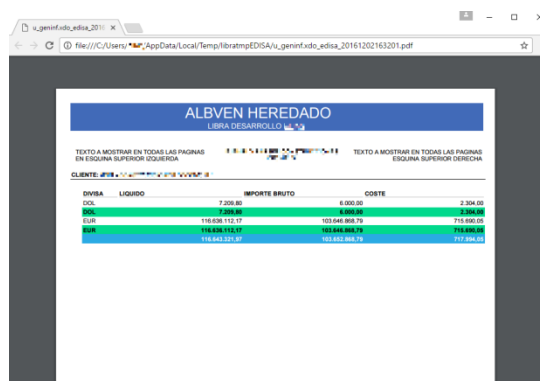 u_geninf.xdo_edisa_2016
file:///C:/Users/ /AppData/Local/Temp/libratmpEDISA/u_geninf.xdo_edisa_20161202163201.pdf
ALBVEN HEREDADO
LIBRA DESARROLLO
TEXTO A MOSTRAR EN TODAS LAS PAGINAS TEXTO A MOSTRAR EN TODAS LAS PAGINAS
EN ESQUINA SUPERIOR IZQUIERDA ESQUINA SUPERIOR DERECHA
CLIENTE:
DIVISA LIQUIDO IMPORTE BRUTO COSTE
DOL 7.209,80 6.000,00 2.304,00
DOL 7.209,80 6.000,00 2.304,00
EUR 116.636.112,17 103.646.868,79 715.690,05
EUR 116.636.112,17 103.646.868,79 715.690,05
116.643.321,97 103.652.868,79 717.994,05